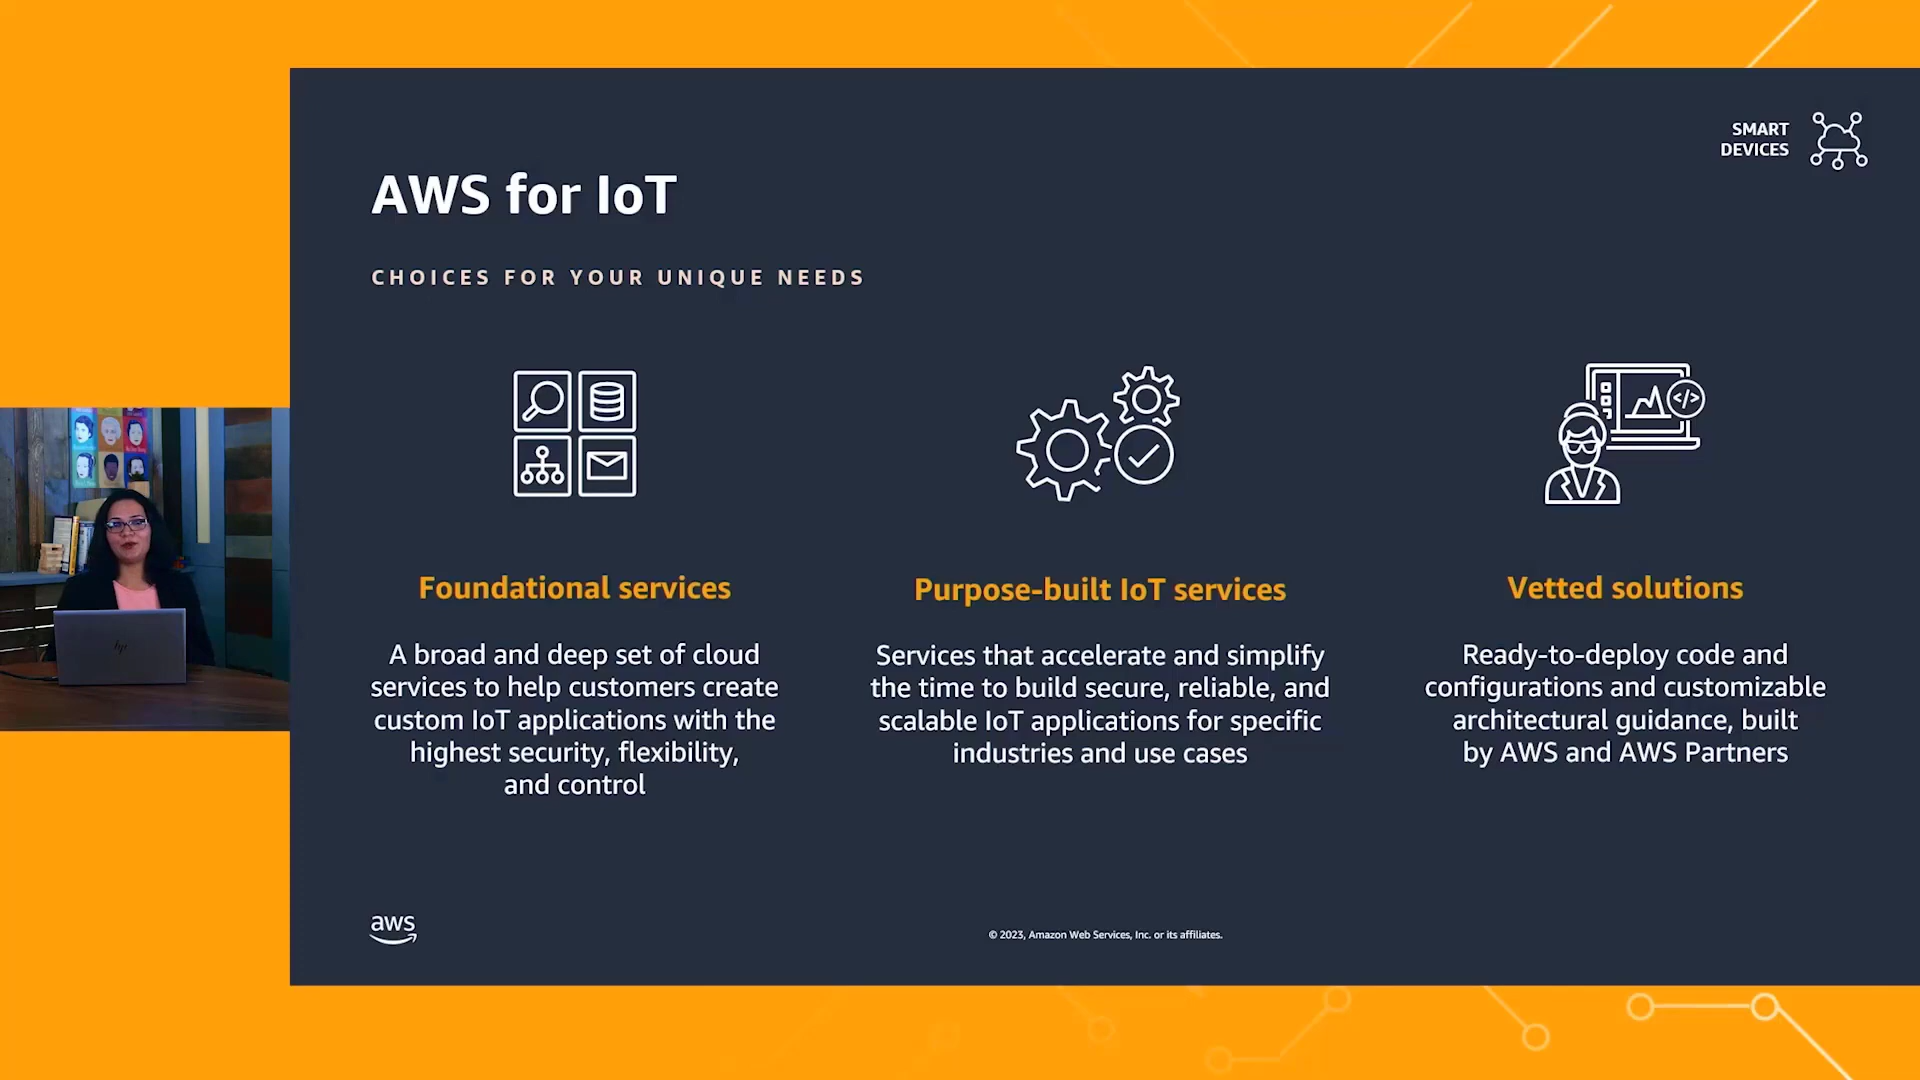 SMART
DEVICES
AWS for IoT
CHOICES FOR YOUR UNIQUE NEEDS
</>
Foundational services
A broad and deep set of cloud
services to help customers create
custom IoT applications with the
highest security, flexibility,
and control
Purpose-built IoT services
Services that accelerate and simplify
the time to build secure, reliable, and
scalable IoT applications for specific
industries and use cases
Vetted solutions
Ready-to-deploy code and
configurations and customizable
architectural guidance, built
by AWS and AWS Partners
hp
aws
© 2023, Amazon Web Services, Inc. or its affiliates.